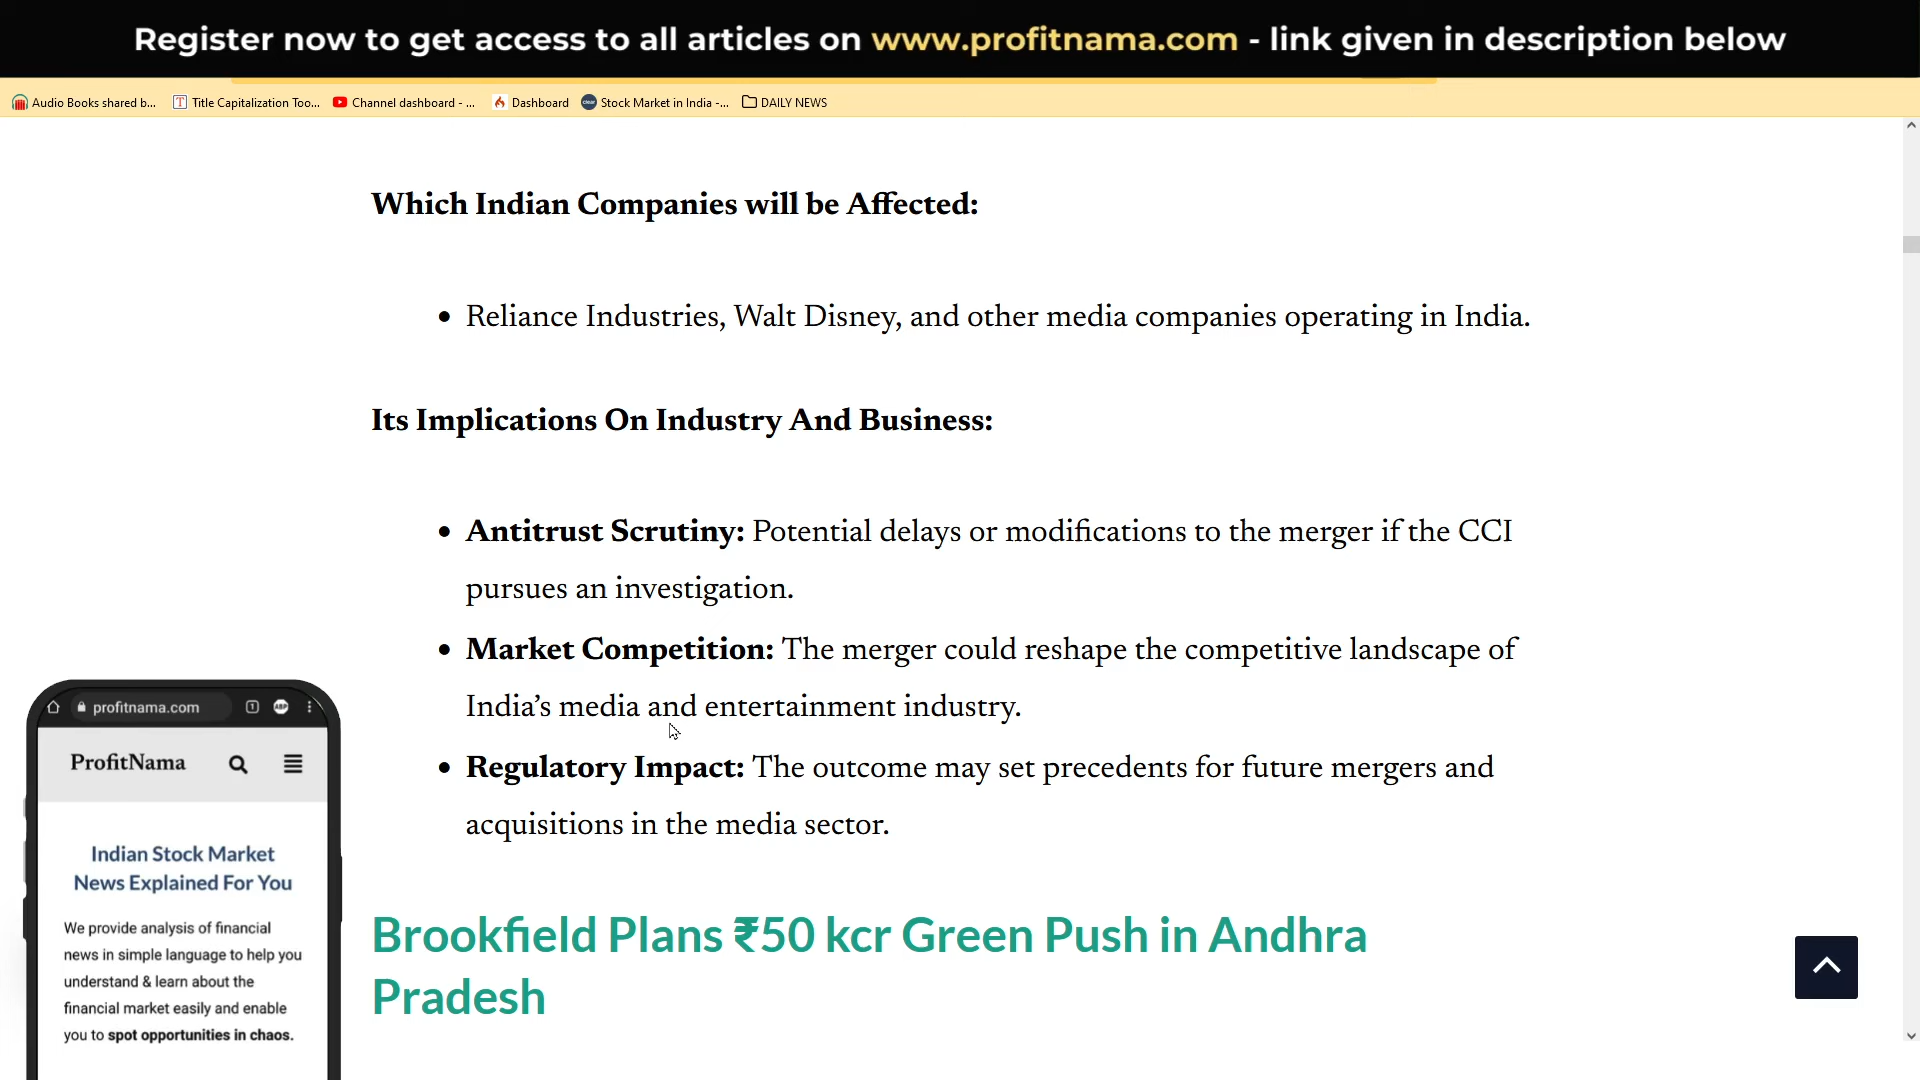 Register now to get access to all articles on www.profitnama.com - link given in description below
Audio Books shared b... Title Capitalization Too... Channel dashboard - ... Dashboard Stock Market in India -... DAILY NEWS
Which Indian Companies will be Affected:
• Reliance Industries, Walt Disney, and other media companies operating in India.
Its Implications On Industry And Business:
• Antitrust Scrutiny: Potential delays or modifications to the merger if the CCI
pursues an investigation.
• Market Competition: The merger could reshape the competitive landscape of
India’s media and entertainment industry.
• Regulatory Impact: The outcome may set precedents for future mergers and
acquisitions in the media sector.
Brookfield Plans ₹50 kcr Green Push in Andhra
Pradesh
profitnama.com 1 ABP
ProfitNama
Indian Stock Market
News Explained For You
We provide analysis of financial
news in simple language to help you
understand & learn about the
financial market easily and enable
you to spot opportunities in chaos.